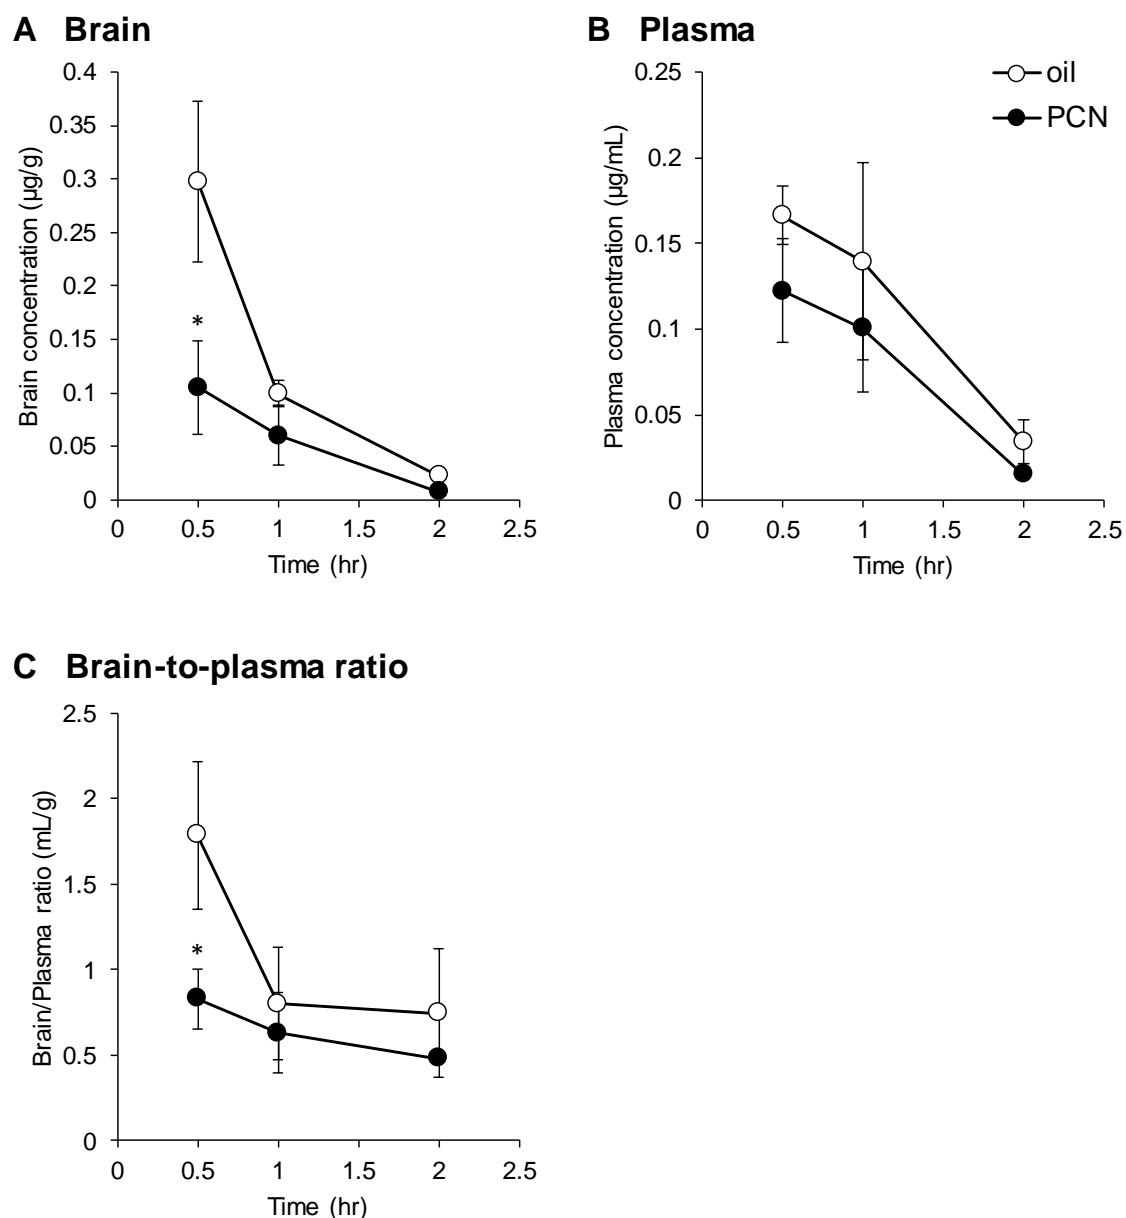 A Brain
0.4
0.35
0.3
0.25
0.2
0.15
0.1
0.05
0
Brain concentration (µg/g)
*
0 0.5 1 1.5 2 2.5
Time (hr)
B Plasma
0.25
0.2
0.15
0.1
0.05
0
Plasma concentration (µg/mL)
oil
PCN
0 0.5 1 1.5 2 2.5
Time (hr)
C Brain-to-plasma ratio
2.5
2
1.5
1
0.5
0
Brain/Plasma ratio (mL/g)
*
0 0.5 1 1.5 2 2.5
Time (hr)